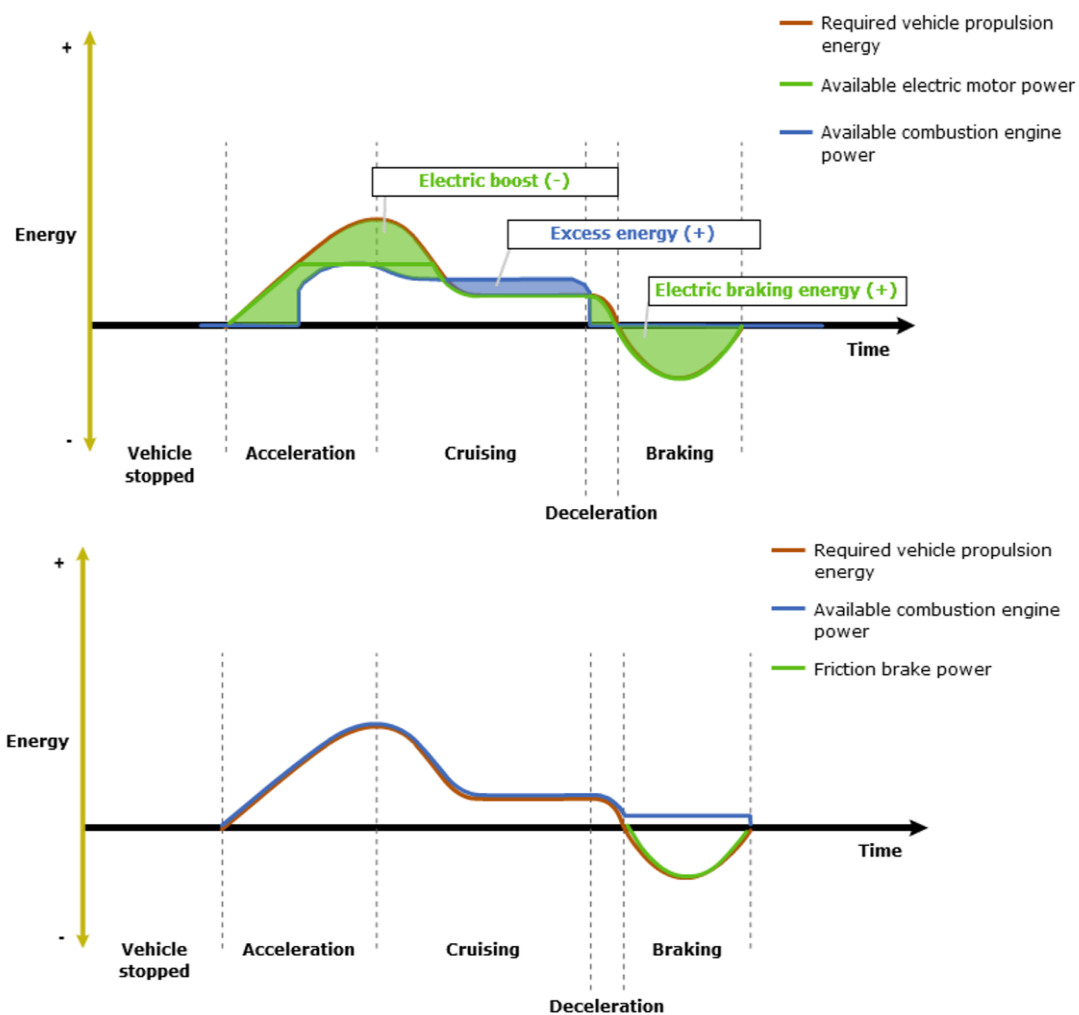 +
Required vehicle propulsion
energy
Available electric motor power
Available combustion engine
power
Electric boost (-)
Energy
Excess energy (+)
Electric braking energy (+)
Time
-
Vehicle
stopped
Acceleration
Cruising
Braking
Deceleration
+
Required vehicle propulsion
energy
Available combustion engine
power
Friction brake power
Energy
Time
-
Vehicle
stopped
Acceleration
Cruising
Braking
Deceleration